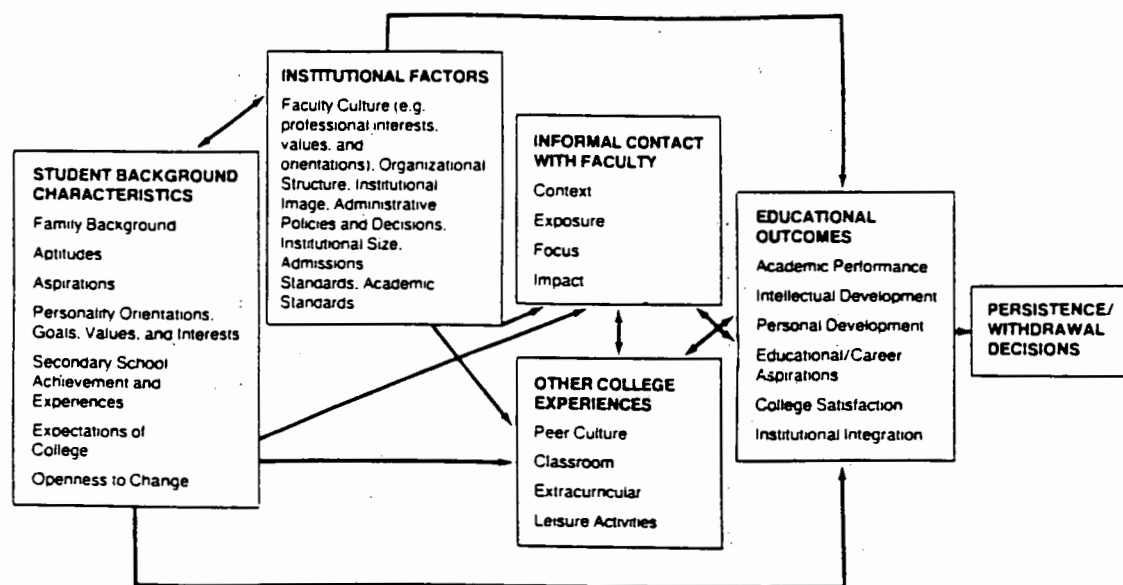 INSTITUTIONAL FACTORS
Faculty Culture (e.g.
professional interests,
values, and
orientations), Organizational
Structure, Institutional
Image, Administrative
Policies and Decisions,
Institutional Size,
Admissions
Standards, Academic
Standards
STUDENT BACKGROUND
CHARACTERISTICS
Family Background
Aptitudes
Aspirations
Personality Orientations,
Goals, Values, and Interests
Secondary School
Achievement and
Experiences
Expectations of
College
Openness to Change
INFORMAL CONTACT
WITH FACULTY
Context
Exposure
Focus
Impact
OTHER COLLEGE
EXPERIENCES
Peer Culture
Classroom
Extracurricular
Leisure Activities
EDUCATIONAL
OUTCOMES
Academic Performance
Intellectual Development
Personal Development
Educational/Career
Aspirations
College Satisfaction
Institutional Integration
PERSISTENCE/
WITHDRAWAL
DECISIONS